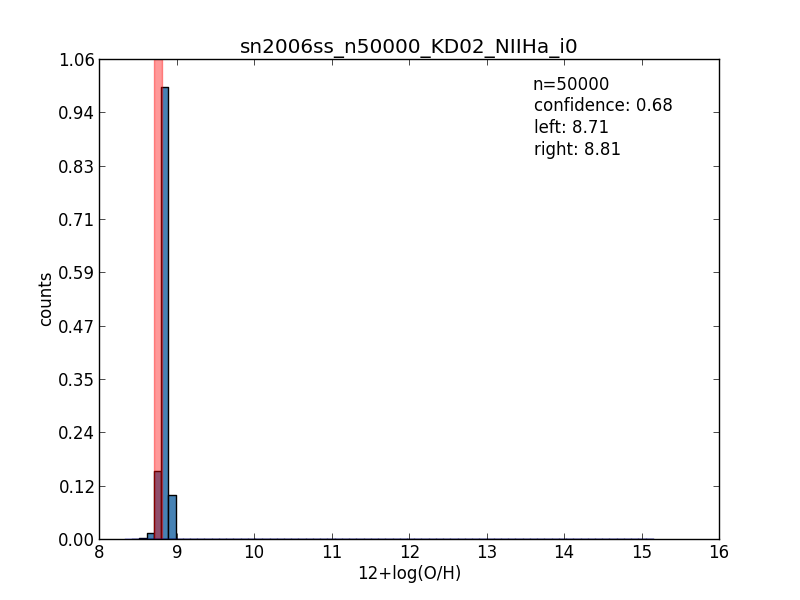 sn2006ss_n50000_KD02_NIIHa_i0
n=50000
confidence: 0.68
left: 8.71
right: 8.81
1.06
0.94
0.83
0.71
0.59
0.47
0.35
0.24
0.12
0.00
counts
8 9 10 11 12 13 14 15 16
12+log(O/H)